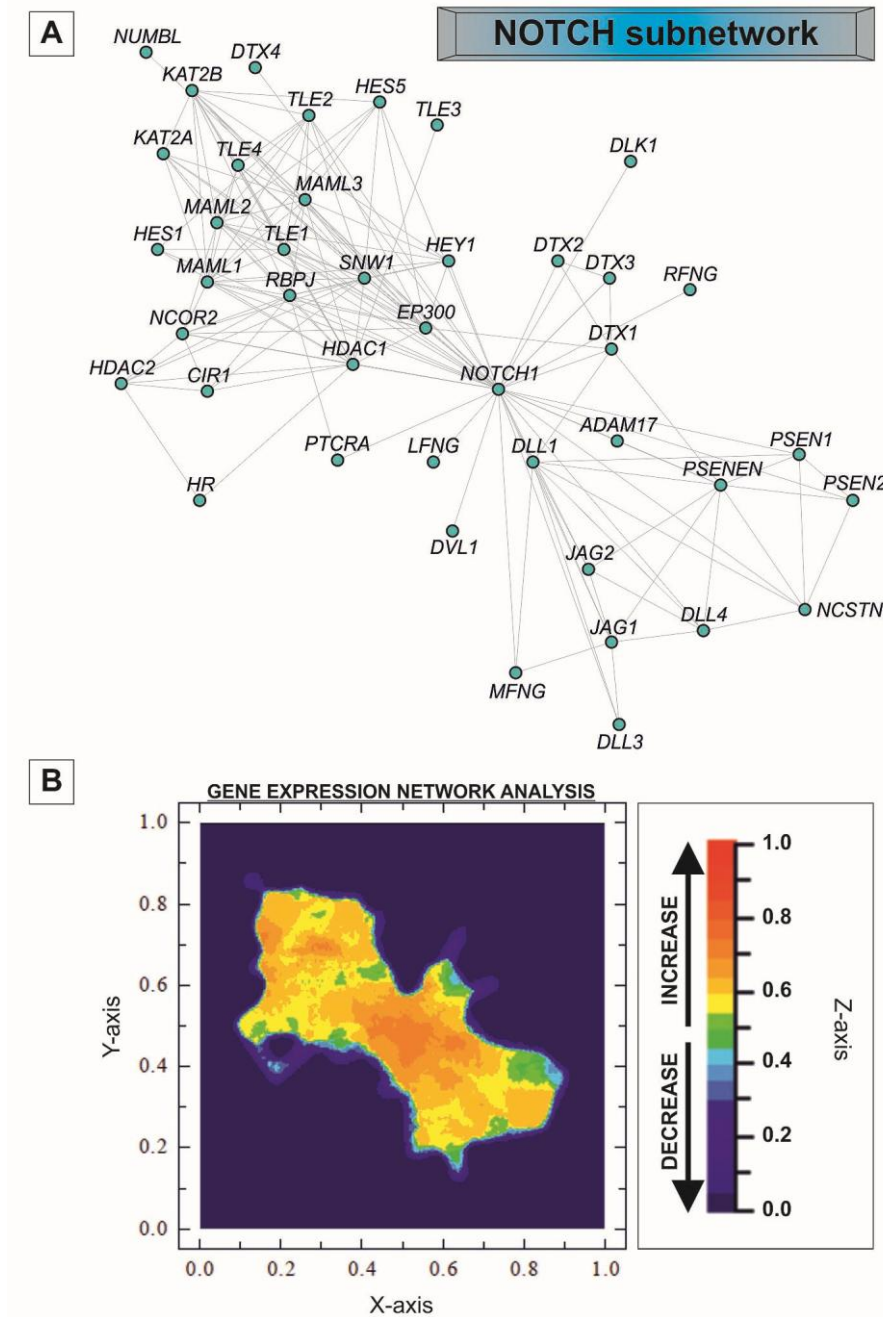 A
NOTCH subnetwork
NUMBL
DTX4
KAT2B
HES5
TLE2
TLE3
KAT2A
TLE4
DLK1
MAML3
MAML2
HES1
TLE1
HEY1
DTX2
MAML1
SNW1
DTX3
RFNG
RBPJ
NCOR2
EP300
DTX1
HDAC2
CIR1
HDAC1
NOTCH1
PTCRA
LFNG
DLL1
ADAM17
PSEN1
PSENEN
PSEN2
HR
DVL1
JAG2
NCSTN
DLL4
JAG1
MFNG
DLL3
B
GENE EXPRESSION NETWORK ANALYSIS
1.0
0.8
0.6
0.4
0.2
0.0
Y-axis
0.0 0.2 0.4 0.6 0.8 1.0
X-axis
INCREASE
DECREASE
1.0
0.8
0.6
0.4
0.2
0.0
Z-axis